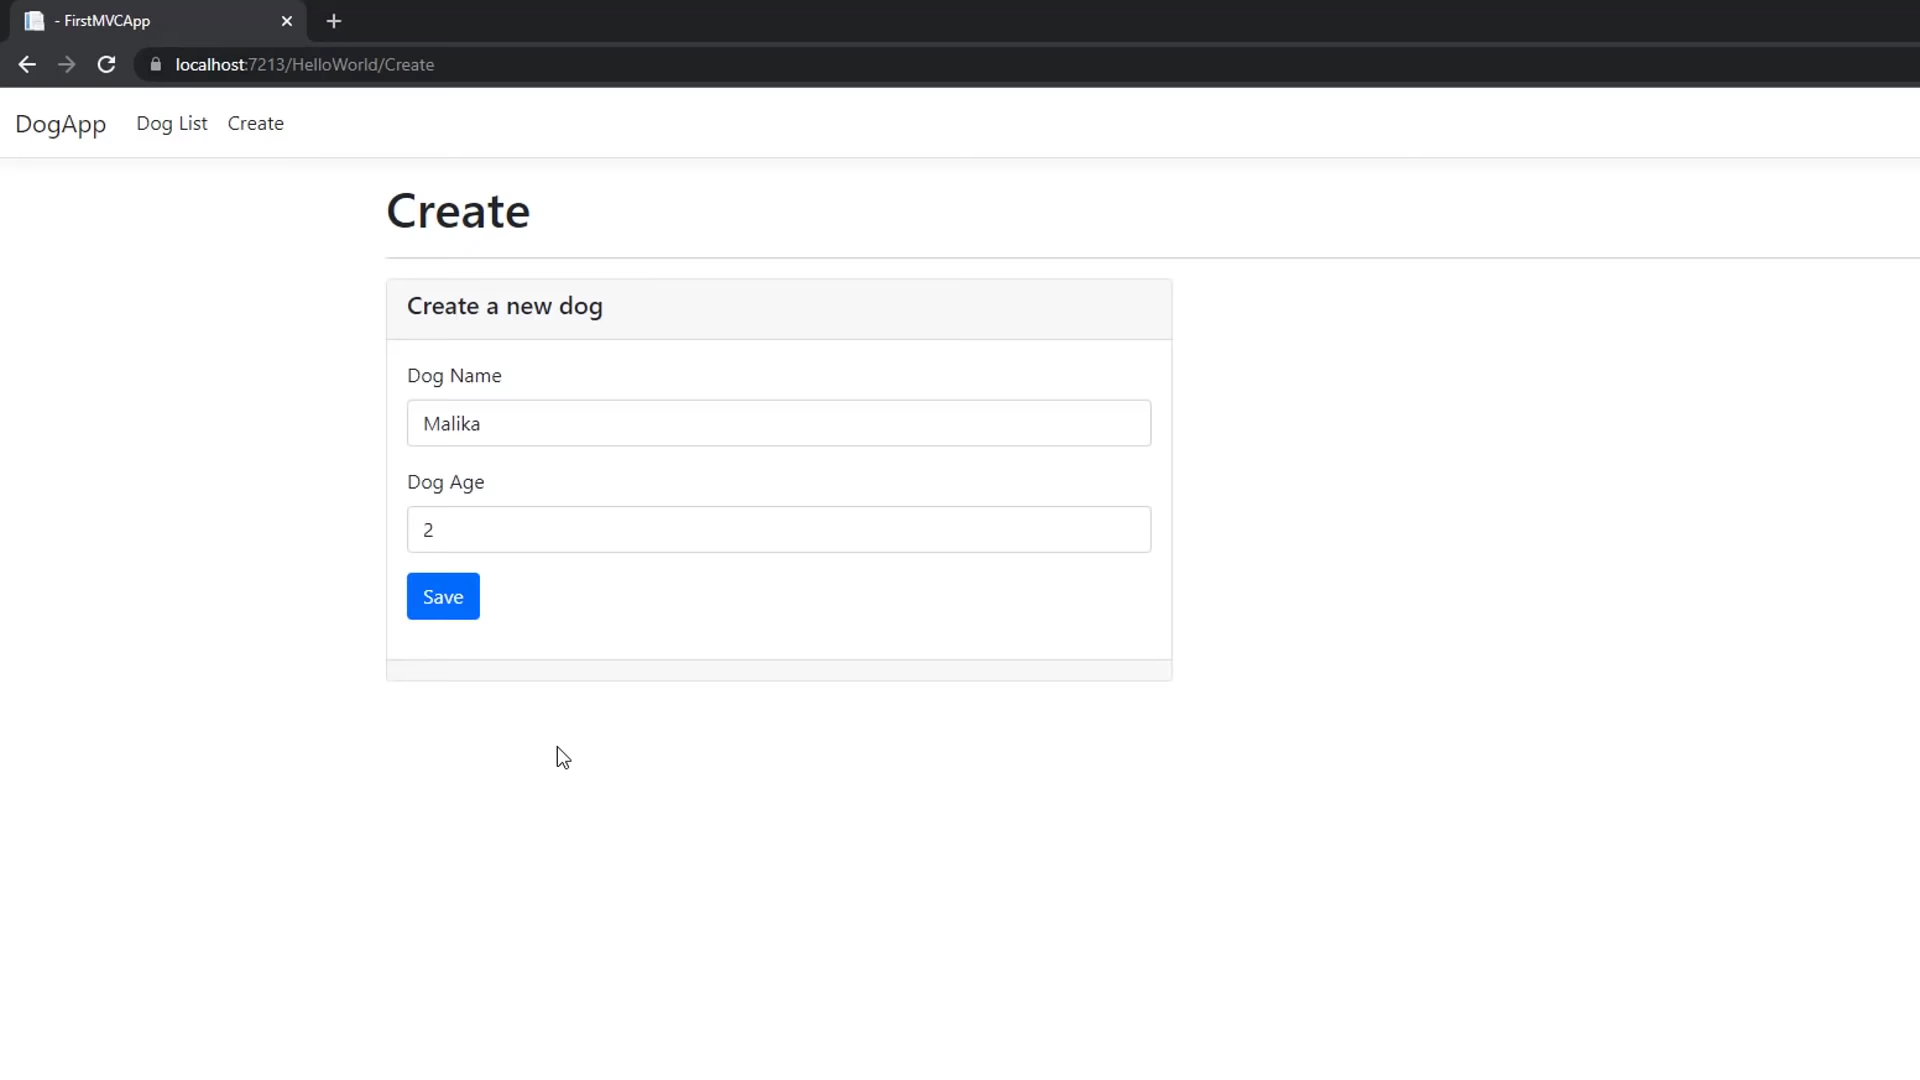 - FirstMVCApp
localhost:7213/HelloWorld/Create
DogApp Dog List Create
Create
Create a new dog
Dog Name
Malika
Dog Age
2
Save